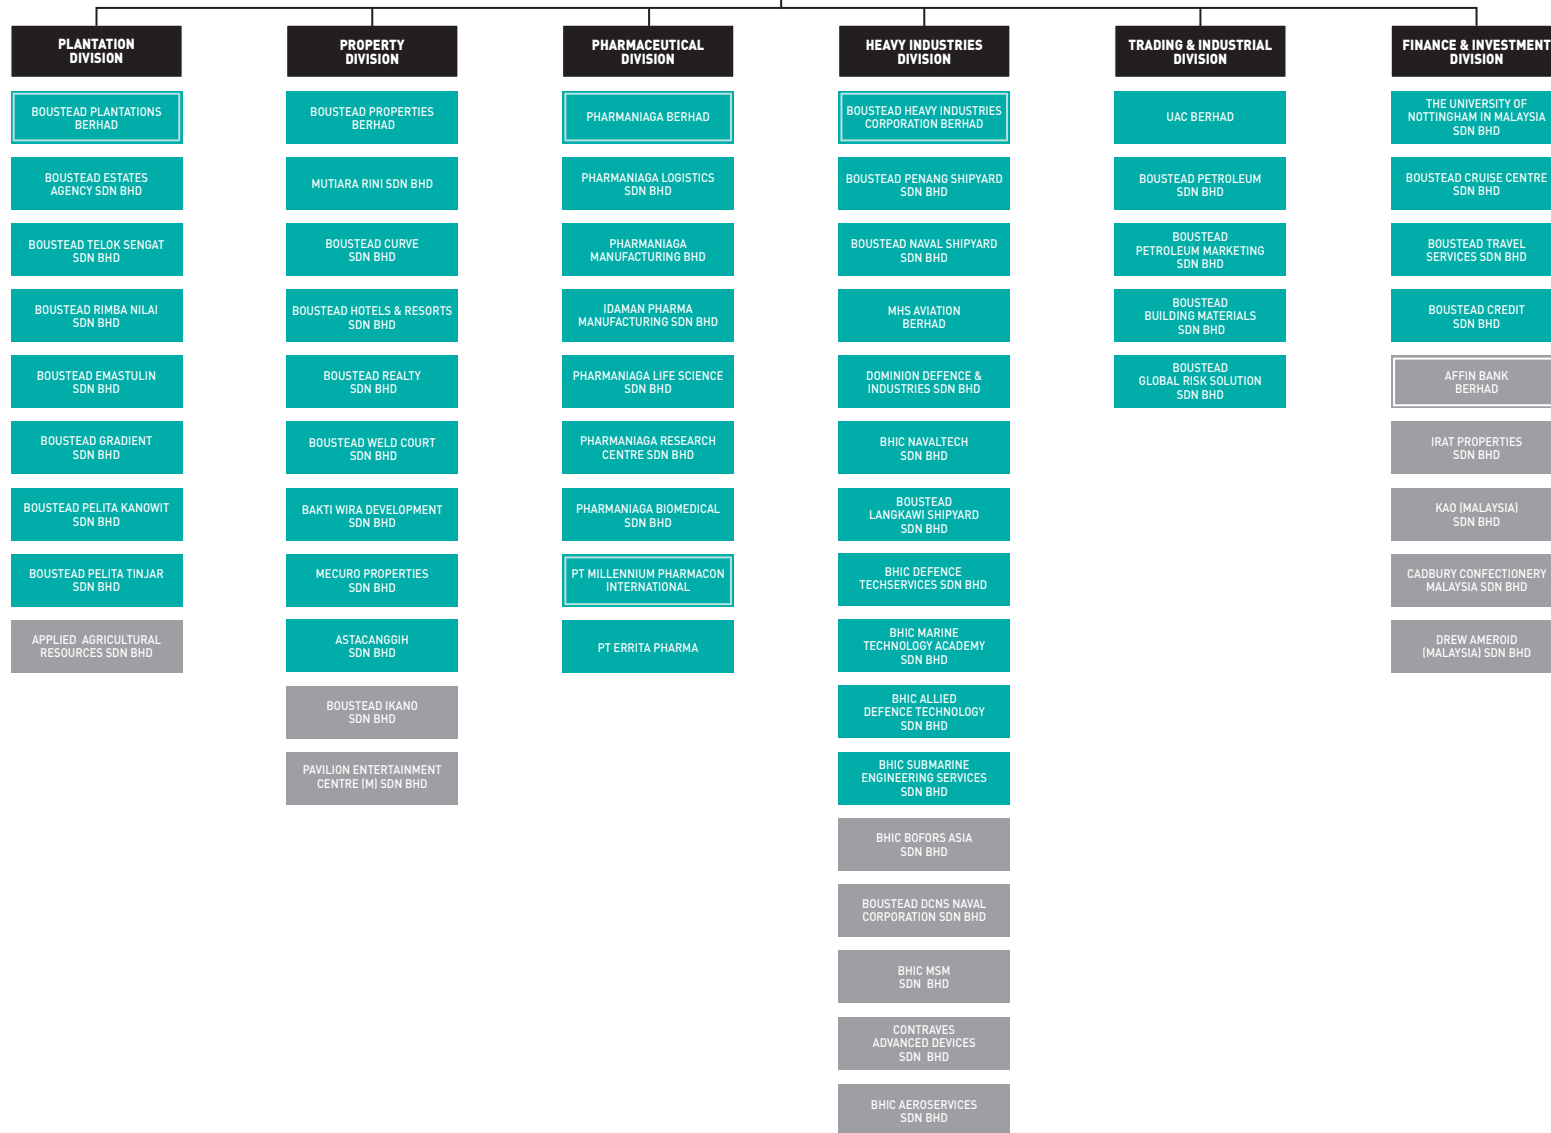 PLANTATION
DIVISION
BOUSTEAD PLANTATIONS
BERHAD
BOUSTEAD ESTATES
AGENCY SDN BHD
BOUSTEAD TELOK SENGAT
SDN BHD
BOUSTEAD RIMBA NILAI
SDN BHD
BOUSTEAD EMASTULIN
SDN BHD
BOUSTEAD GRADIENT
SDN BHD
BOUSTEAD PELITA KANOWIT
SDN BHD
BOUSTEAD PELITA TINJAR
SDN BHD
APPLIED AGRICULTURAL
RESOURCES SDN BHD
PROPERTY
DIVISION
BOUSTEAD PROPERTIES
BERHAD
MUTIARA RINI SDN BHD
BOUSTEAD CURVE
SDN BHD
BOUSTEAD HOTELS & RESORTS
SDN BHD
BOUSTEAD REALTY
SDN BHD
BOUSTEAD WELD COURT
SDN BHD
BAKTI WIRA DEVELOPMENT
SDN BHD
MECURO PROPERTIES
SDN BHD
ASTACANGGIH
SDN BHD
BOUSTEAD IKANO
SDN BHD
PAVILION ENTERTAINMENT
CENTRE (M) SDN BHD
PHARMACEUTICAL
DIVISION
PHARMANIAGA BERHAD
PHARMANIAGA LOGISTICS
SDN BHD
PHARMANIAGA
MANUFACTURING BHD
IDAMAN PHARMA
MANUFACTURING SDN BHD
PHARMANIAGA LIFE SCIENCE
SDN BHD
PHARMANIAGA RESEARCH
CENTRE SDN BHD
PHARMANIAGA BIOMEDICAL
SDN BHD
PT MILLENNIUM PHARMACON
INTERNATIONAL
PT ERRITA PHARMA
HEAVY INDUSTRIES
DIVISION
BOUSTEAD HEAVY INDUSTRIES
CORPORATION BERHAD
BOUSTEAD PENANG SHIPYARD
SDN BHD
BOUSTEAD NAVAL SHIPYARD
SDN BHD
MHS AVIATION
BERHAD
DOMINION DEFENCE &
INDUSTRIES SDN BHD
BHIC NAVALTECH
SDN BHD
BOUSTEAD
LANGKAWI SHIPYARD
SDN BHD
BHIC DEFENCE
TECHSERVICES SDN BHD
BHIC MARINE
TECHNOLOGY ACADEMY
SDN BHD
BHIC ALLIED
DEFENCE TECHNOLOGY
SDN BHD
BHIC SUBMARINE
ENGINEERING SERVICES
SDN BHD
BHIC BOFORS ASIA
SDN BHD
BOUSTEAD DCNS NAVAL
CORPORATION SDN BHD
BHIC MSM
SDN BHD
CONTRAVES
ADVANCED DEVICES
SDN BHD
BHIC AEROSERVICES
SDN BHD
TRADING & INDUSTRIAL
DIVISION
UAC BERHAD
BOUSTEAD PETROLEUM
SDN BHD
BOUSTEAD
PETROLEUM MARKETING
SDN BHD
BOUSTEAD
BUILDING MATERIALS
SDN BHD
BOUSTEAD
GLOBAL RISK SOLUTION
SDN BHD
FINANCE & INVESTMENT
DIVISION
THE UNIVERSITY OF
NOTTINGHAM IN MALAYSIA
SDN BHD
BOUSTEAD CRUISE CENTRE
SDN BHD
BOUSTEAD TRAVEL
SERVICES SDN BHD
BOUSTEAD CREDIT
SDN BHD
AFFIN BANK
BERHAD
IRAT PROPERTIES
SDN BHD
KAO (MALAYSIA)
SDN BHD
CADBURY CONFECTIONERY
MALAYSIA SDN BHD
DREW AMEROID
(MALAYSIA) SDN BHD